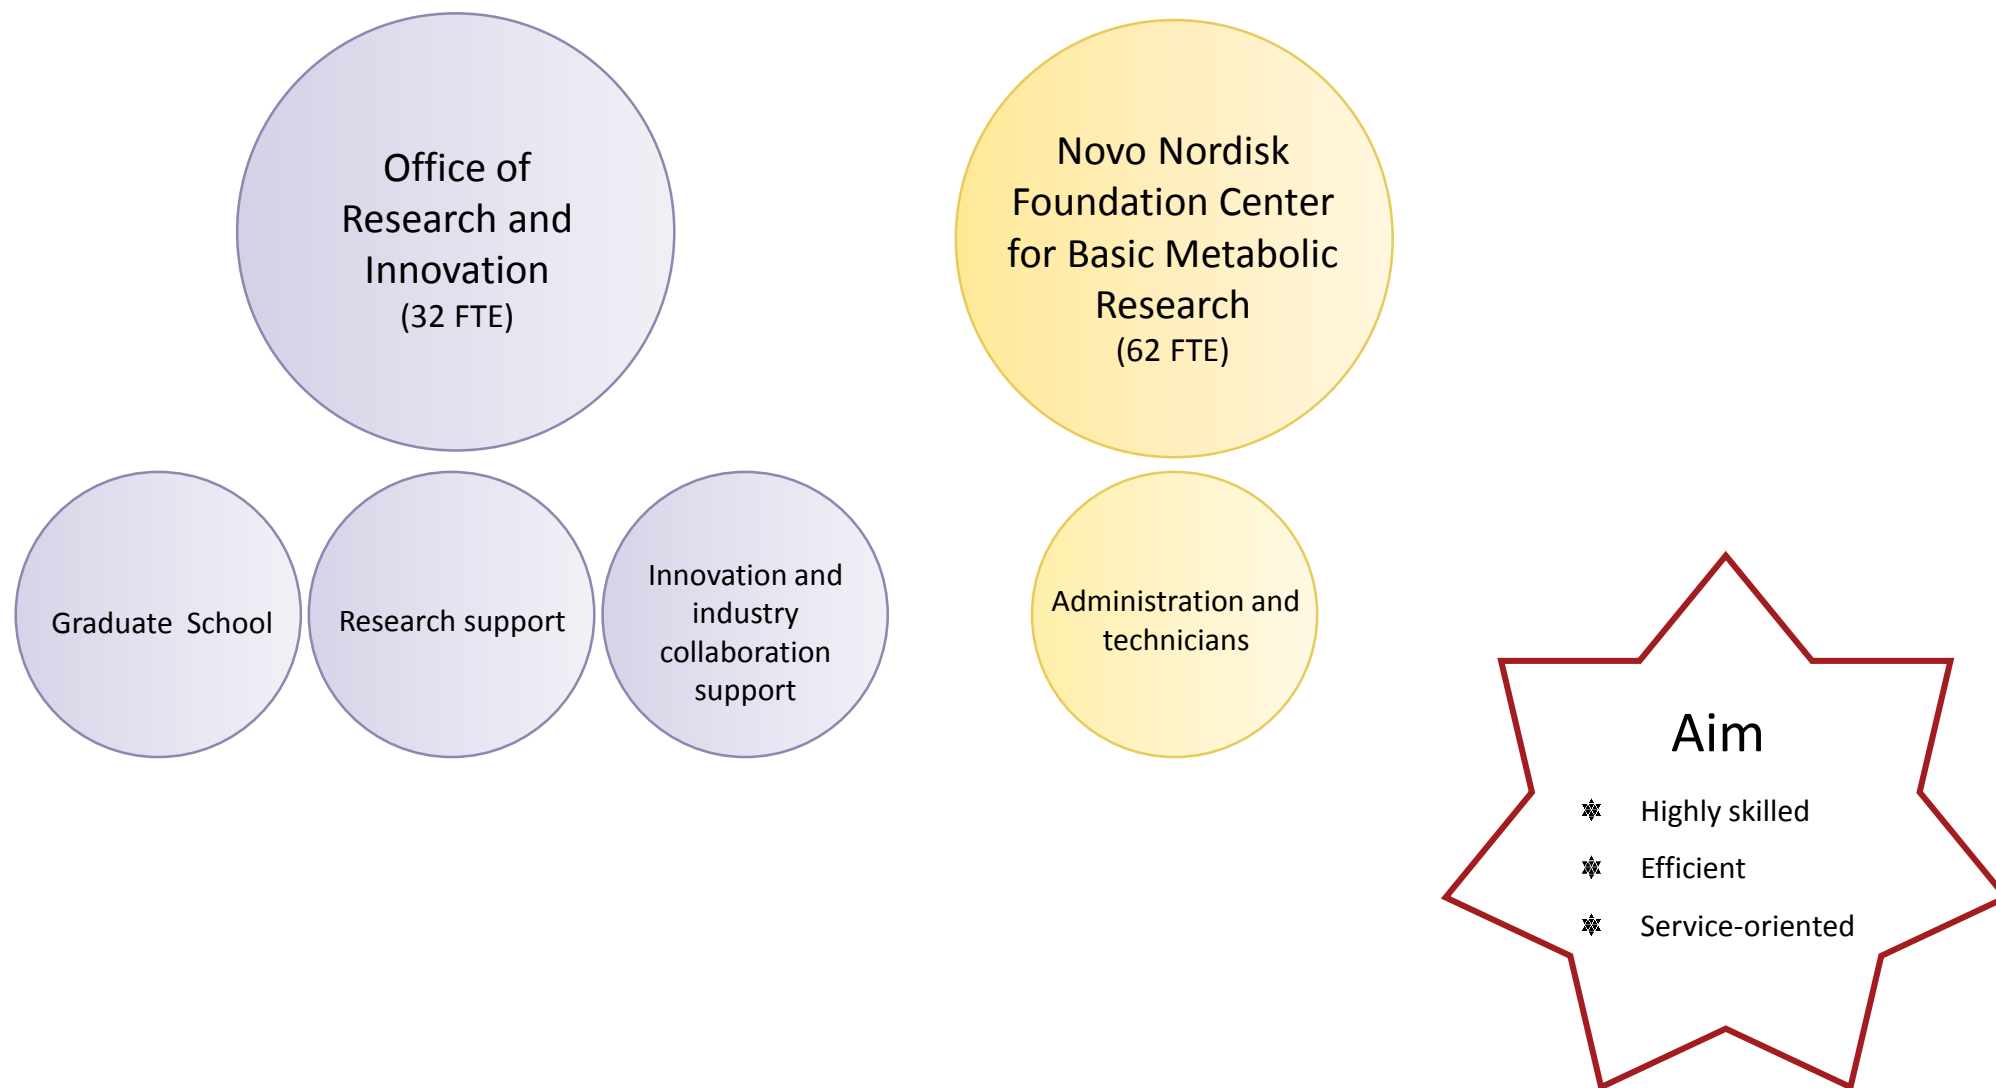 Office of
Research and
Innovation
(32 FTE)
Novo Nordisk
Foundation Center
for Basic Metabolic
Research
(62 FTE)
Graduate School
Research support
Innovation and
industry
collaboration
support
Administration and
technicians
Aim
Highly skilled
Efficient
Service-oriented